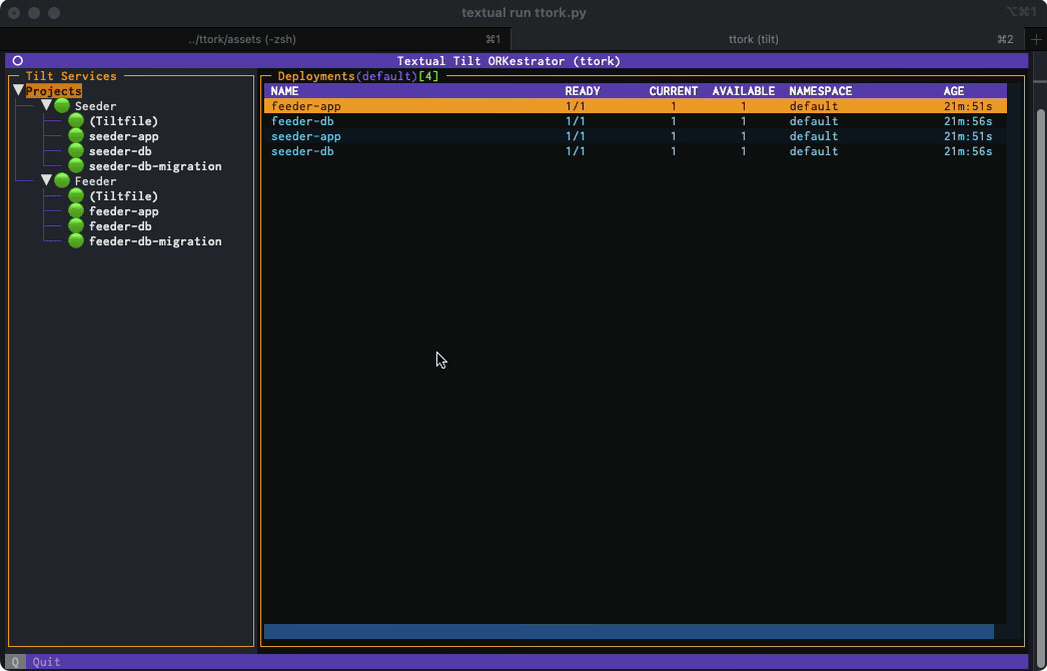 textual run ttork.py ⌥⌘1
../ttork/assets (-zsh) ⌘1 ttork (tilt) ⌘2 +
Textual Tilt ORKestrator (ttork)
Tilt Services
Projects
Seeder
(Tiltfile)
seeder-app
seeder-db
seeder-db-migration
Feeder
(Tiltfile)
feeder-app
feeder-db
feeder-db-migration
Deployments(default)[4]
NAME READY CURRENT AVAILABLE NAMESPACE AGE
feeder-app 1/1 1 1 default 21m:51s
feeder-db 1/1 1 1 default 21m:56s
seeder-app 1/1 1 1 default 21m:51s
seeder-db 1/1 1 1 default 21m:56s
Q Quit